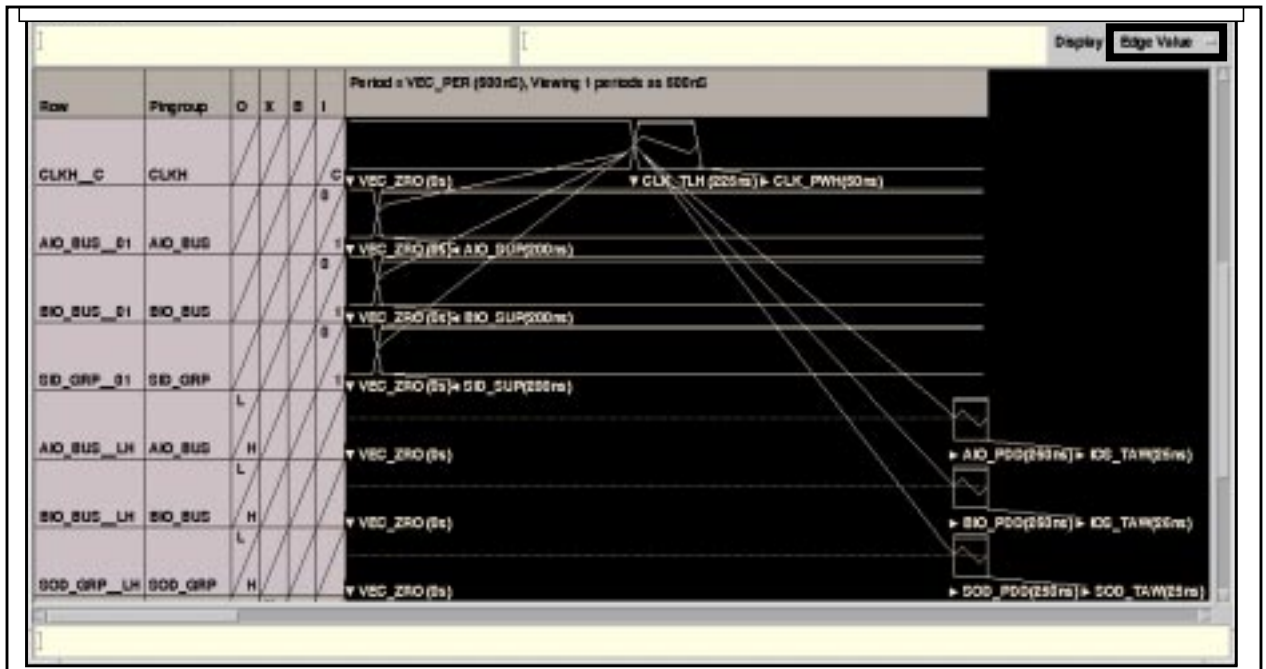 Display Edge Value
Period = VEC_PER (500nS), Viewing 1 periods as 500nS
Row Pingroup O X B I
CLKH__C CLKH C
▼ VEC_ZRO (0s) ▼ CLK_TLH (225ns) ► CLK_PWH(50ns)
0
AIO_BUS__01 AIO_BUS 1
▼ VEC_ZRO (0s) ◄ AIO_SUP(200ns)
0
BIO_BUS__01 BIO_BUS 1
▼ VEC_ZRO (0s) ◄ BIO_SUP(200ns)
0
SID_GRP__01 SID_GRP 1
▼ VEC_ZRO (0s) ◄ SID_SUP(200ns)
L
AIO_BUS__LH AIO_BUS H
▼ VEC_ZRO (0s) ► AIO_PDD(250ns) ► IOS_TAW(25ns)
L
BIO_BUS__LH BIO_BUS H
▼ VEC_ZRO (0s) ► BIO_PDD(250ns) ► IOS_TAW(25ns)
L
SOD_GRP__LH SOD_GRP H
▼ VEC_ZRO (0s) ► SOD_PDD(250ns) ► SOD_TAW(25ns)